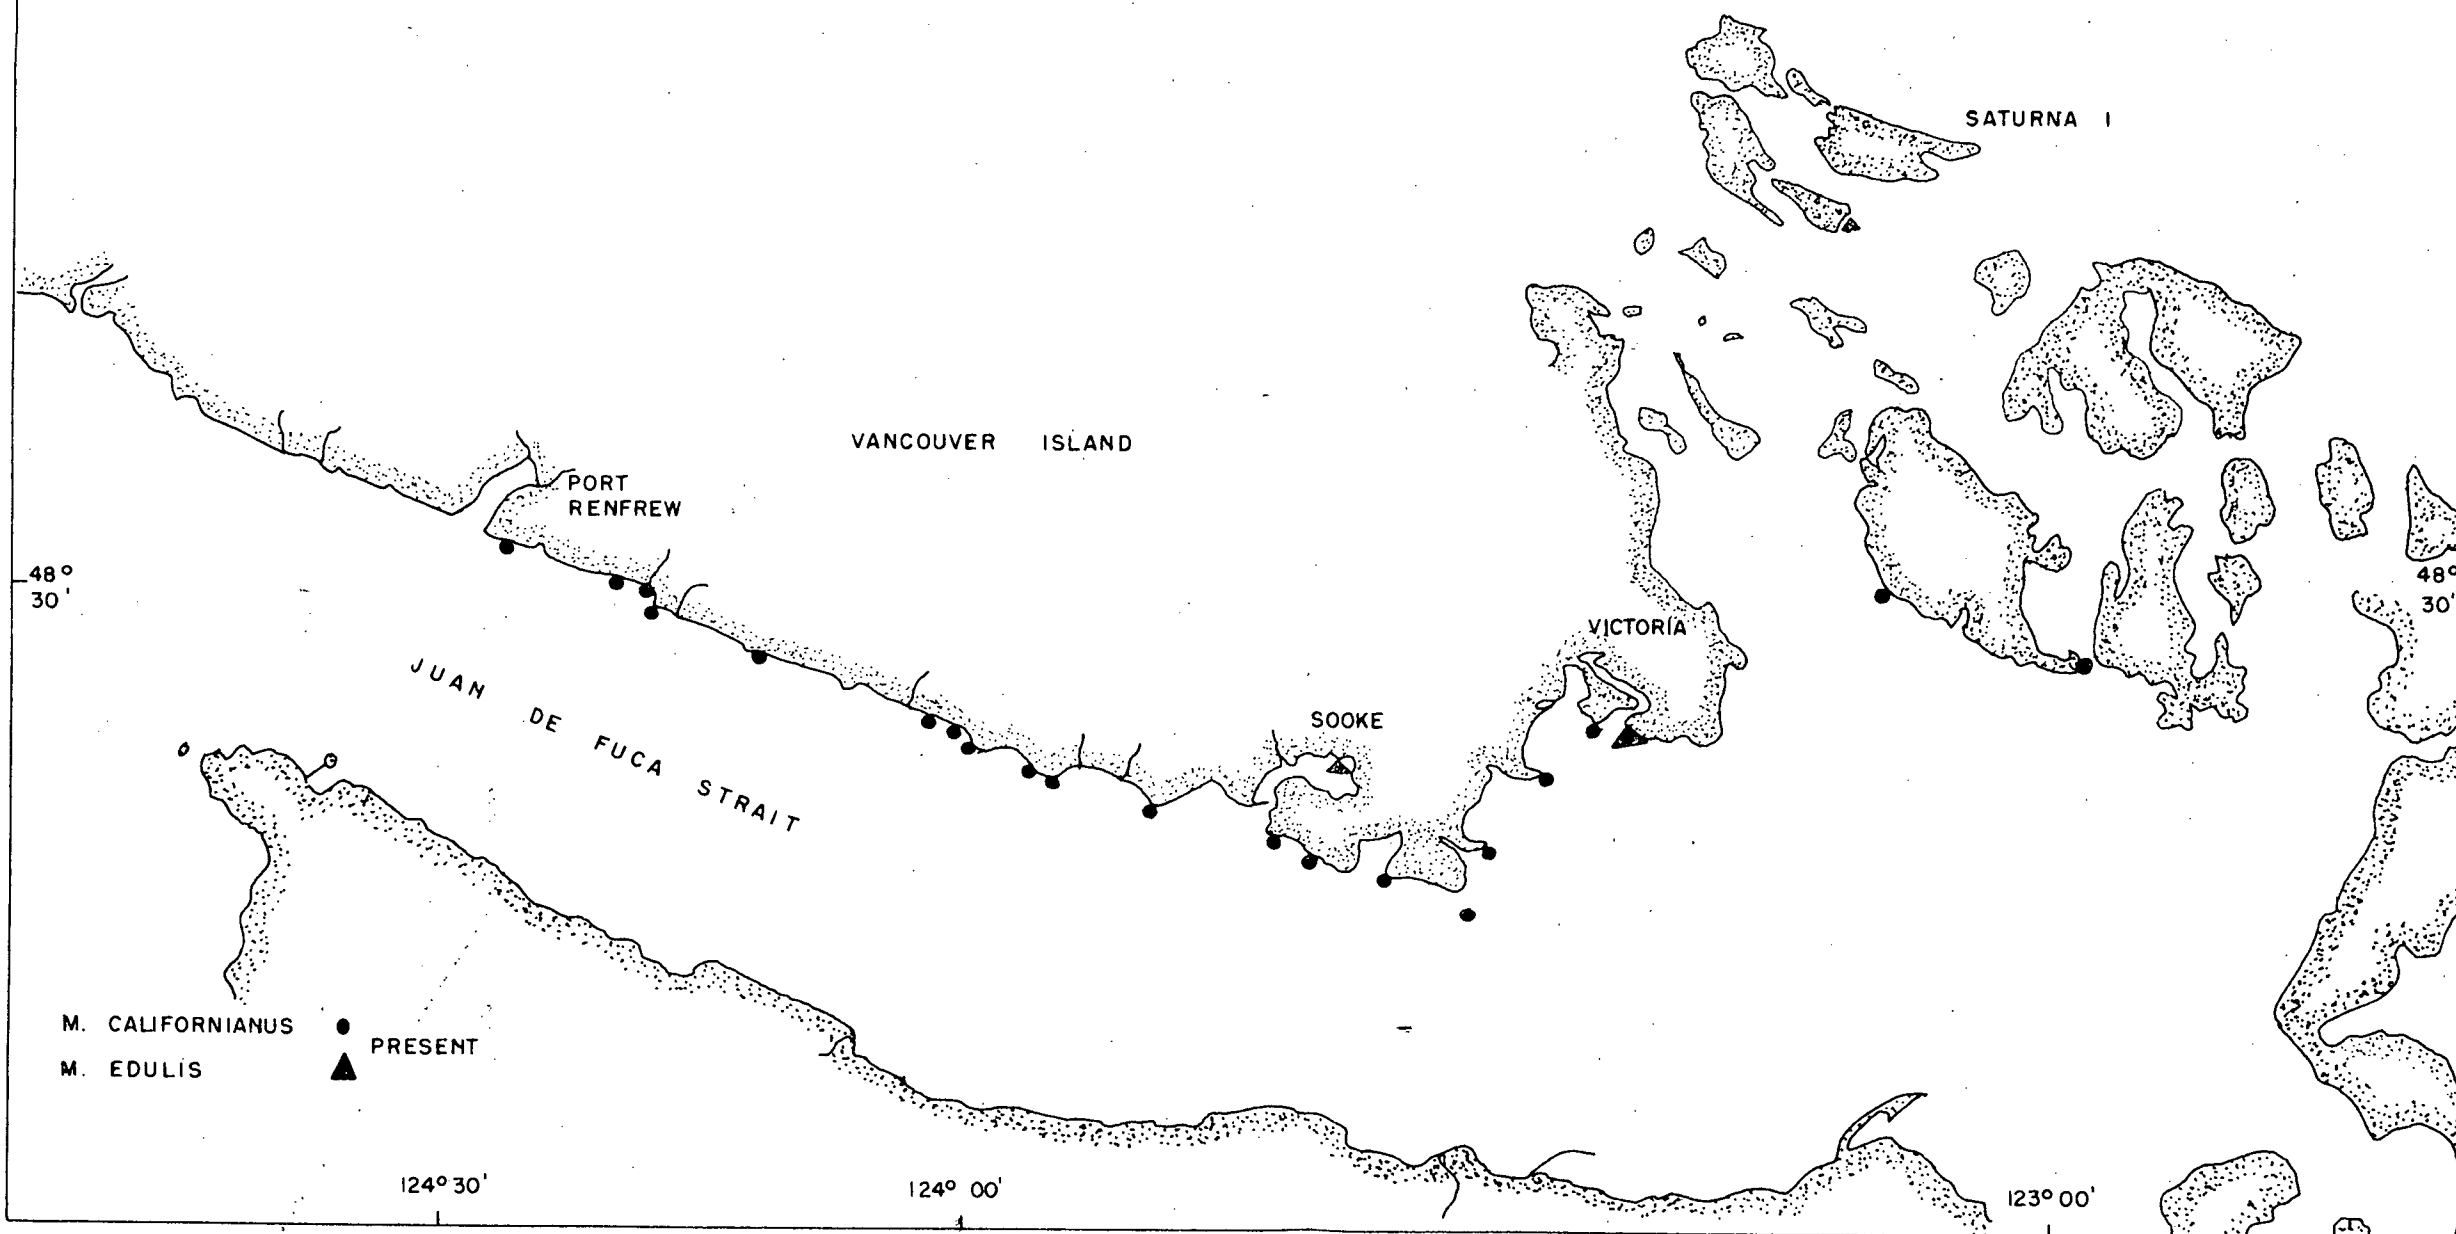 SATURNA I
VANCOUVER ISLAND
PORT
RENFREW
48°
30'
48°
30'
VICTORIA
JUAN DE FUCA STRAIT
SOOKE
M. CALIFORNIANUS
PRESENT
M. EDULIS
124° 30'
124° 00'
123° 00'